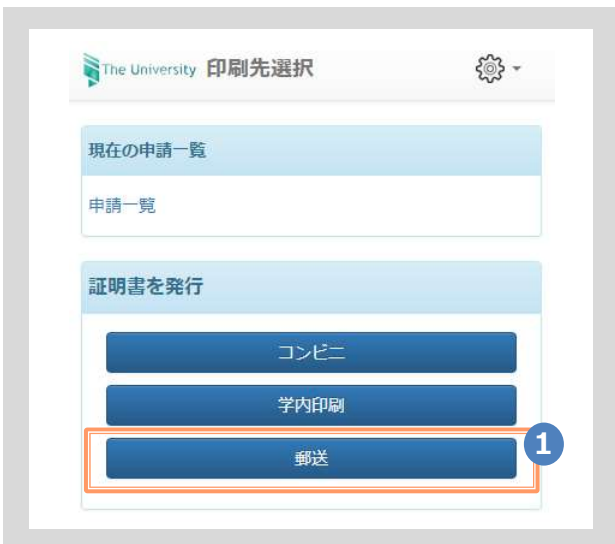 The University 印刷先選択
現在の申請一覧
申請一覧
証明書を発行
コンビニ
学内印刷
郵送
1